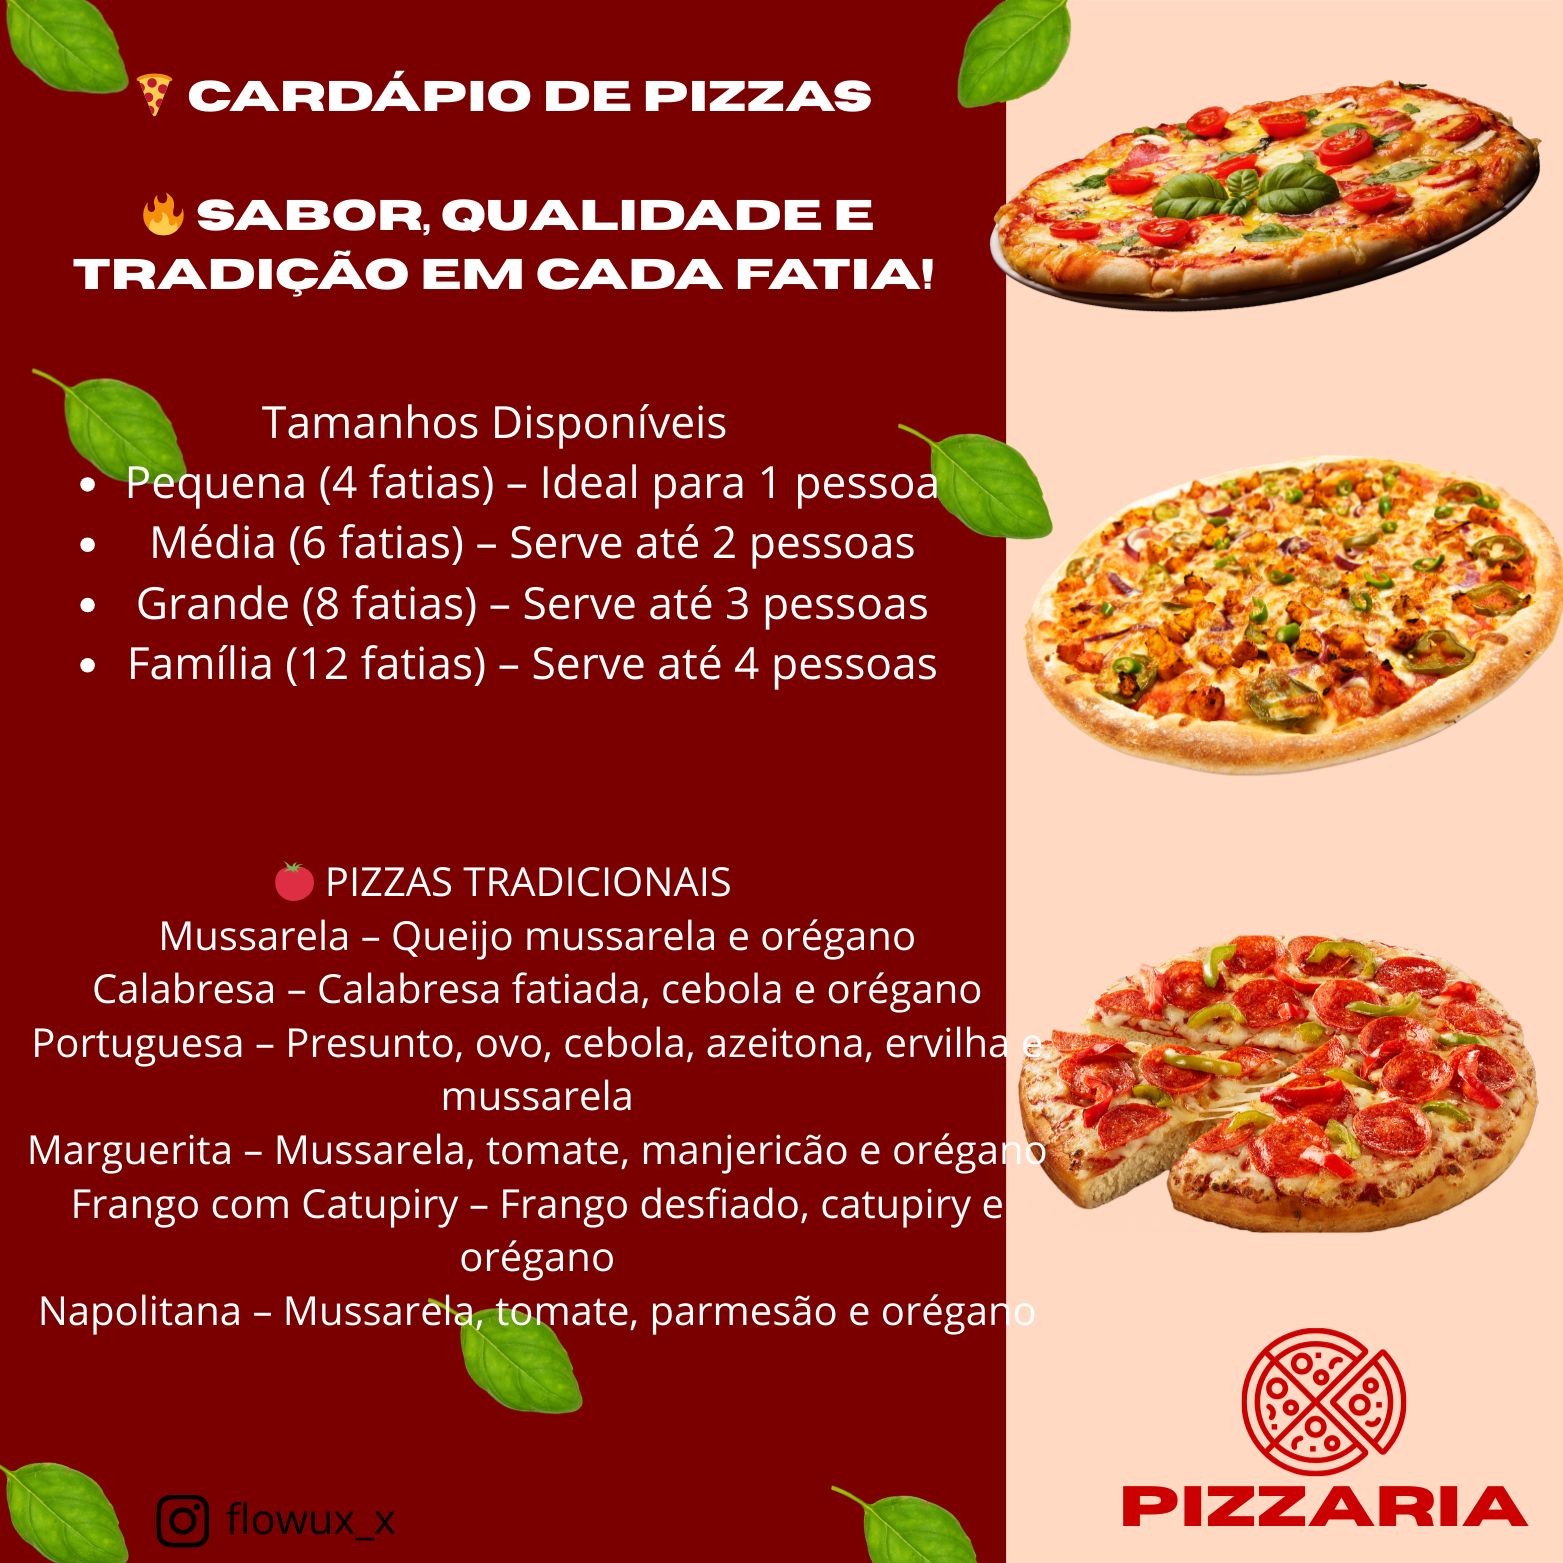 🍕 CARDÁPIO DE PIZZAS
🔥 SABOR, QUALIDADE E
TRADIÇÃO EM CADA FATIA!
Tamanhos Disponíveis
• Pequena (4 fatias) – Ideal para 1 pessoa
• Média (6 fatias) – Serve até 2 pessoas
• Grande (8 fatias) – Serve até 3 pessoas
• Família (12 fatias) – Serve até 4 pessoas
🍅 PIZZAS TRADICIONAIS
Mussarela – Queijo mussarela e orégano
Calabresa – Calabresa fatiada, cebola e orégano
Portuguesa – Presunto, ovo, cebola, azeitona, ervilha e
mussarela
Marguerita – Mussarela, tomate, manjericão e orégano
Frango com Catupiry – Frango desfiado, catupiry e
orégano
Napolitana – Mussarela, tomate, parmesão e orégano
flowux_x
PIZZARIA